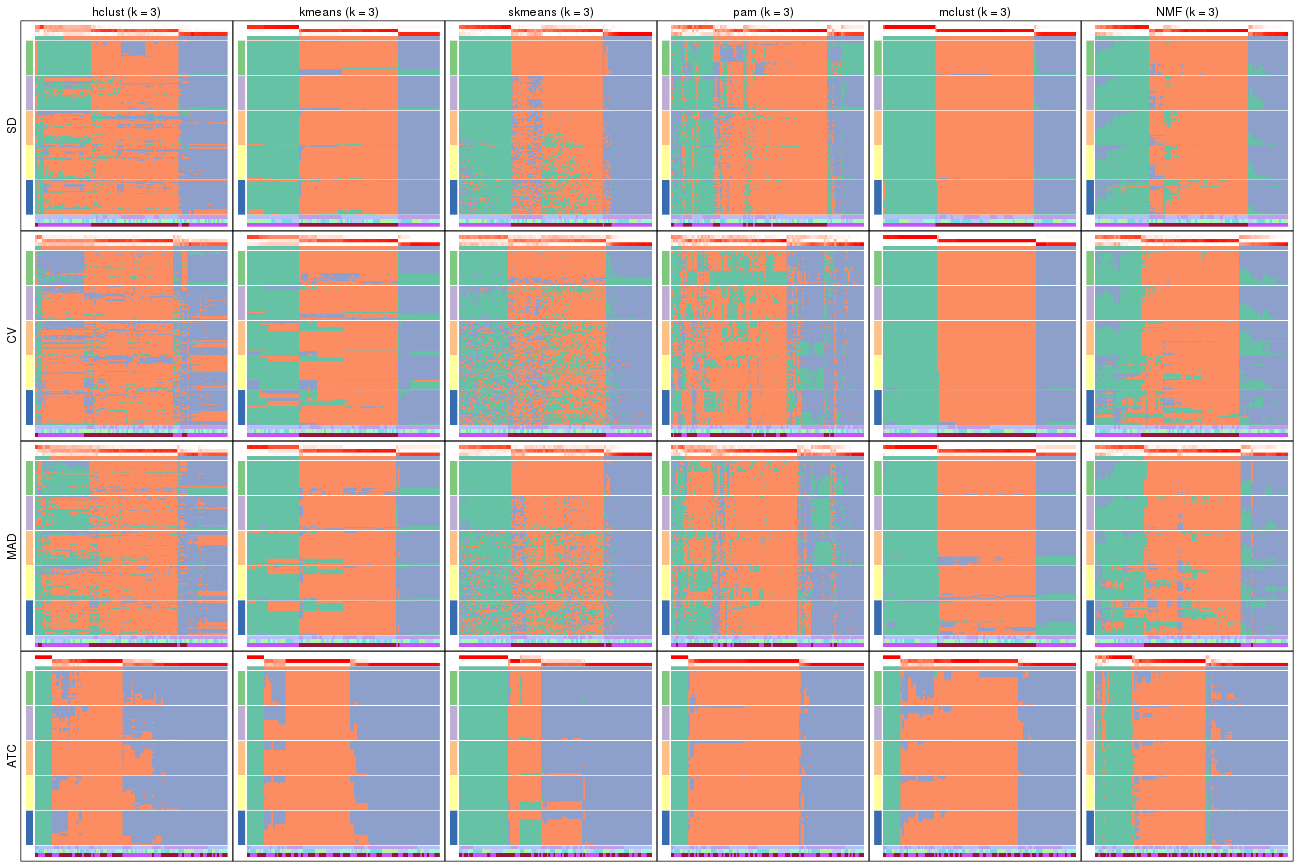 hclust (k = 3) kmeans (k = 3) skmeans (k = 3) pam (k = 3) mclust (k = 3) NMF (k = 3)
SD
CV
MAD
ATC